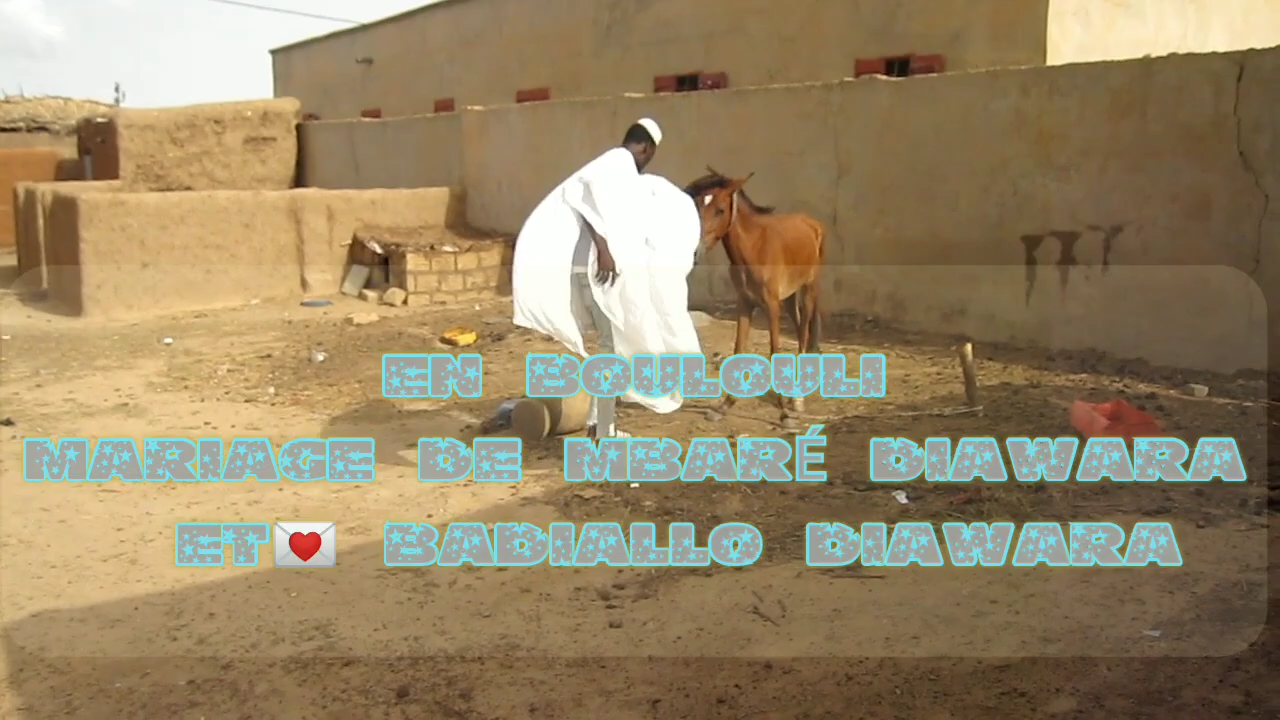 EN BOULOULI
MARIAGE DE MBARÉ DIAWARA
ET💌 BADIALLO DIAWARA